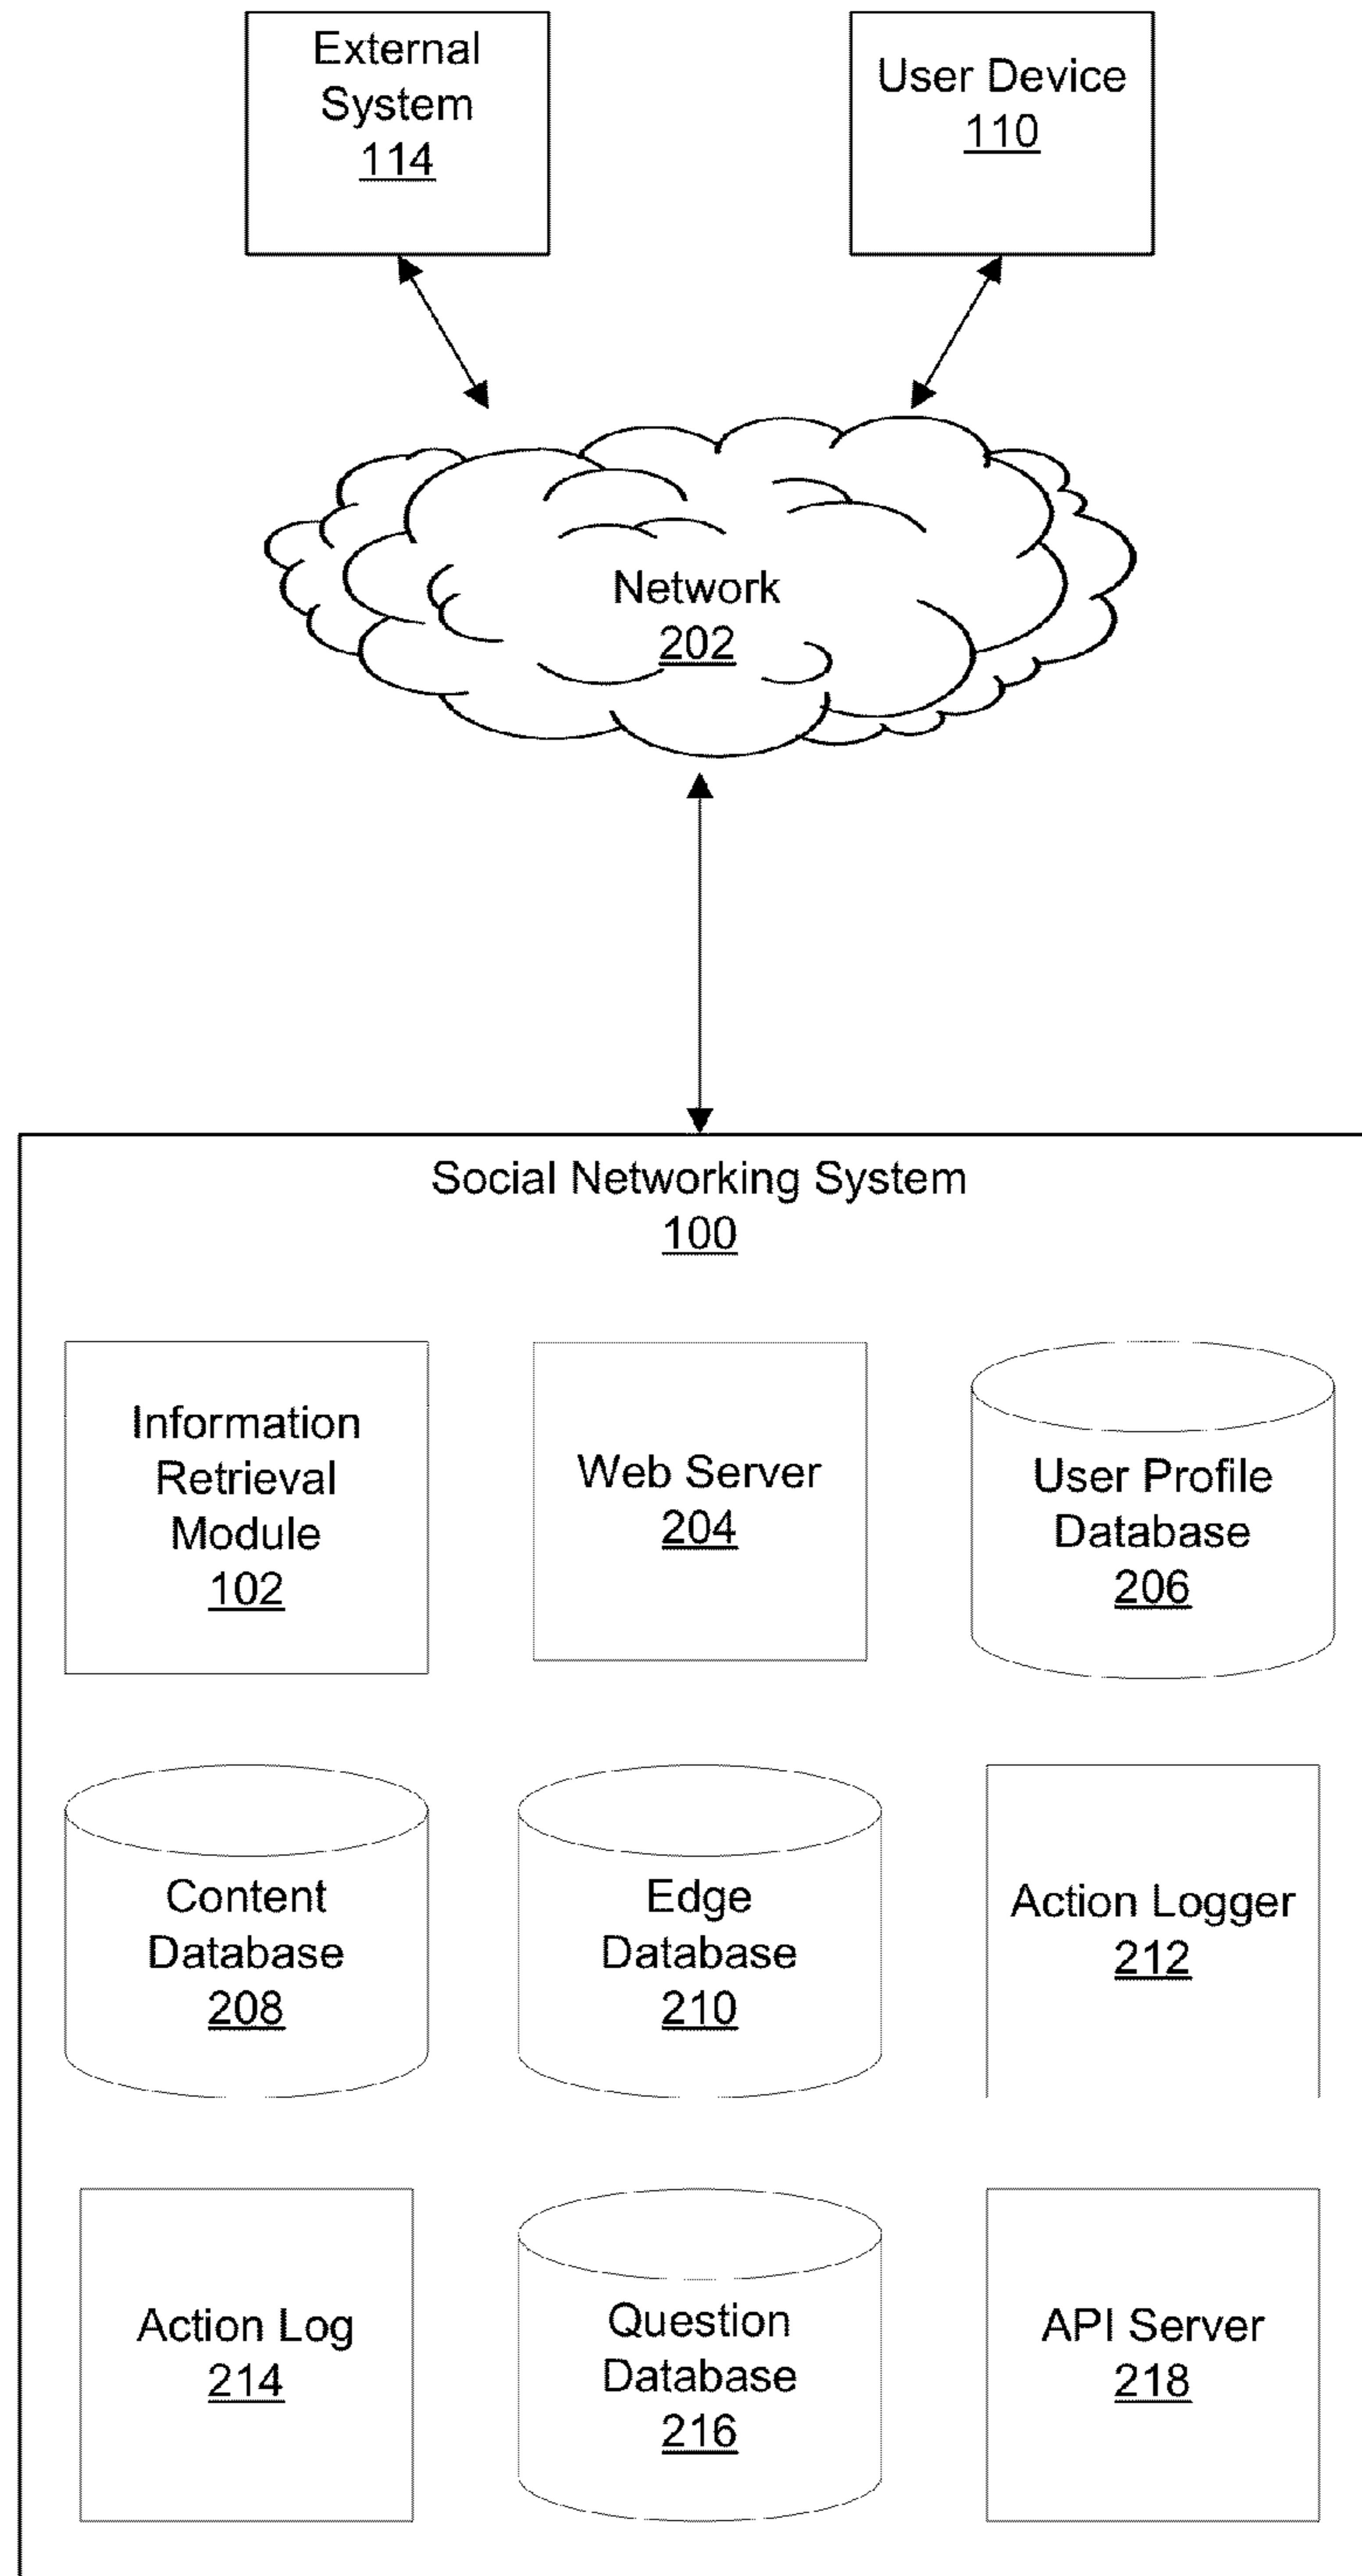 External
System
114
User Device
110
Network
202
Social Networking System
100
Information
Retrieval
Module
102
Web Server
204
User Profile
Database
206
Content
Database
208
Edge
Database
210
Action Logger
212
Action Log
214
Question
Database
216
API Server
218